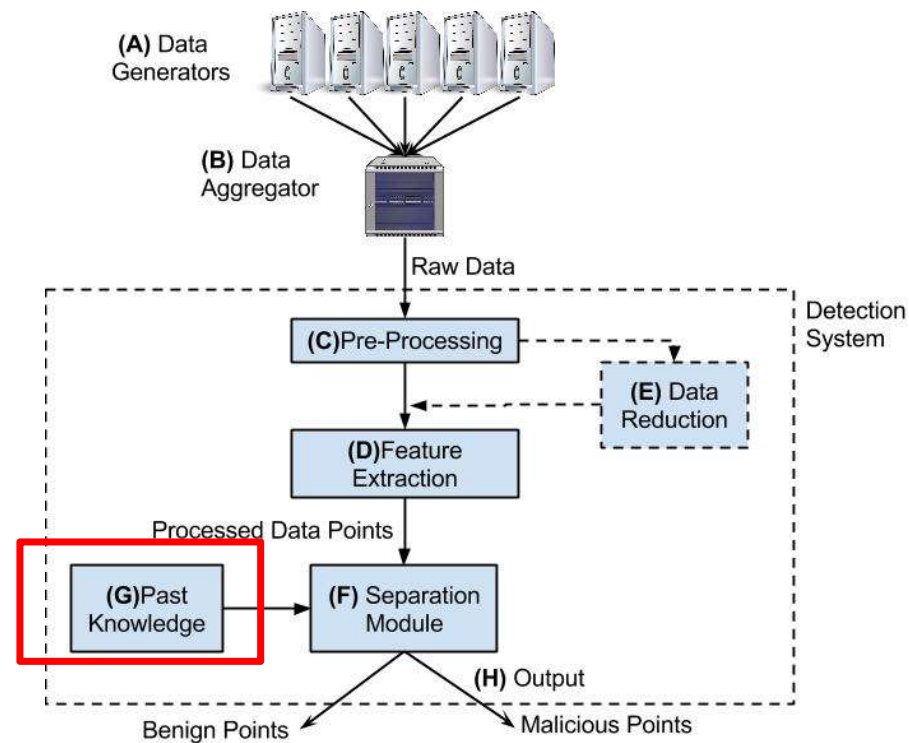 (A) Data
Generators
(B) Data
Aggregator
Raw Data
Detection
System
(C)Pre-Processing
(E) Data
Reduction
(D)Feature
Extraction
Processed Data Points
(G)Past
Knowledge
(F) Separation
Module
(H) Output
Benign Points
Malicious Points